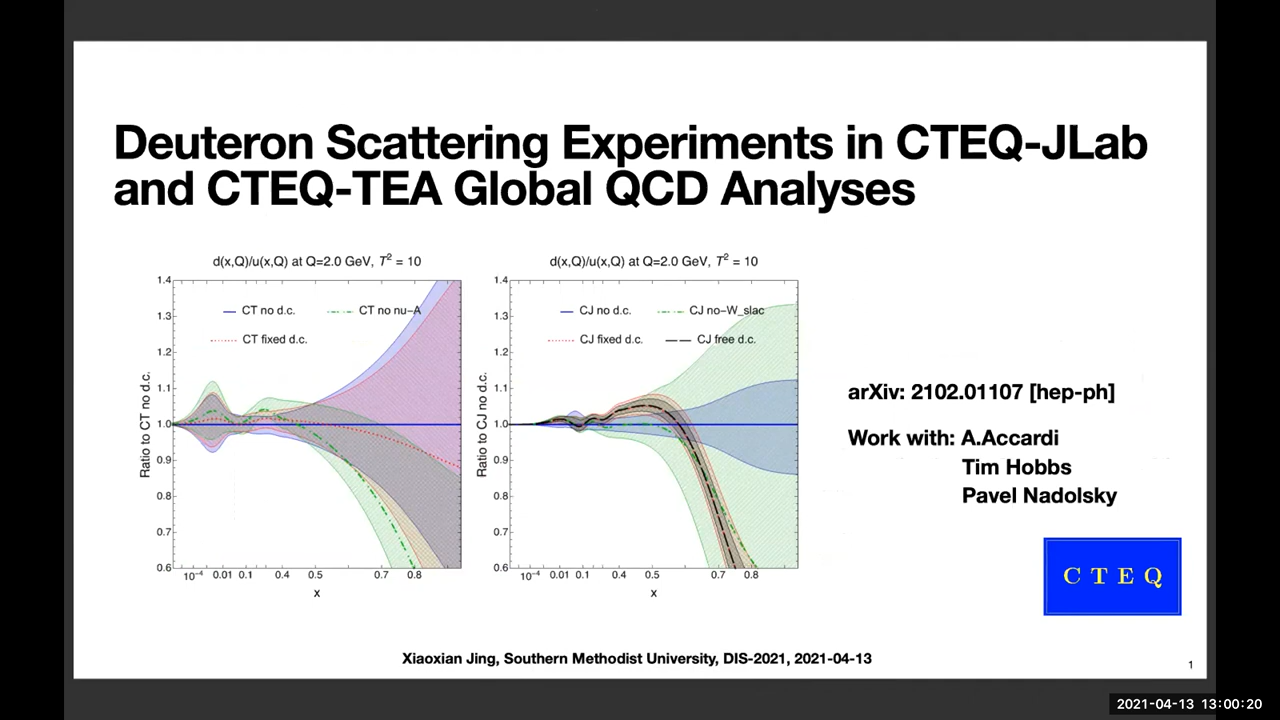 Deuteron Scattering Experiments in CTEQ-JLab
and CTEQ-TEA Global QCD Analyses
d(x,Q)/u(x,Q) at Q=2.0 GeV, T² = 10
Ratio to CT no d.c.
1.4
1.3
1.2
1.1
1.0
0.9
0.8
0.7
0.6
CT no d.c.
CT no nu-A
CT fixed d.c.
10⁻⁴ 0.01 0.1 0.4 0.5 0.7 0.8
x
d(x,Q)/u(x,Q) at Q=2.0 GeV, T² = 10
Ratio to CJ no d.c.
1.4
1.3
1.2
1.1
1.0
0.9
0.8
0.7
0.6
CJ no d.c.
CJ no-W_slac
CJ fixed d.c.
CJ free d.c.
10⁻⁴ 0.01 0.1 0.4 0.5 0.7 0.8
x
arXiv: 2102.01107 [hep-ph]
Work with: A.Accardi
Tim Hobbs
Pavel Nadolsky
C T E Q
Xiaoxian Jing, Southern Methodist University, DIS-2021, 2021-04-13
1
2021-04-13 13:00:20